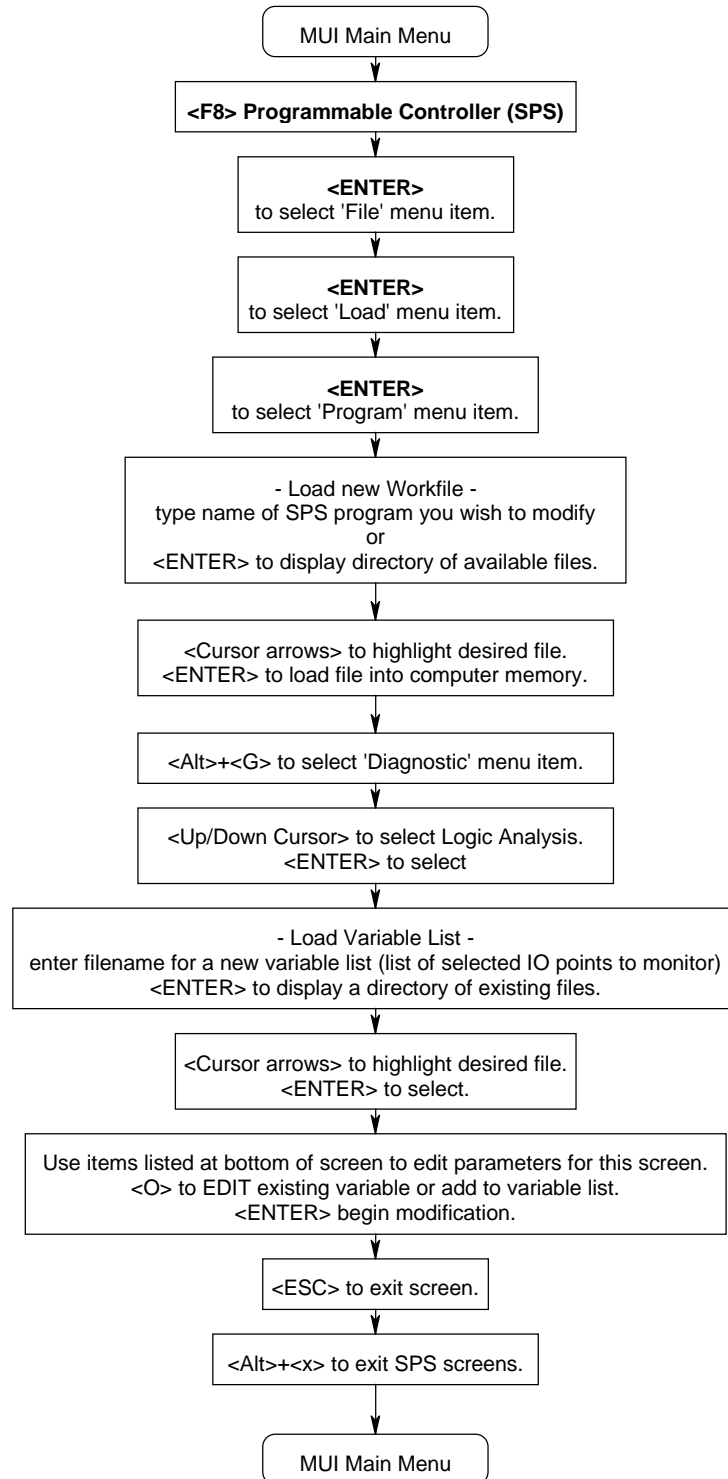 MUI Main Menu
<F8> Programmable Controller (SPS)
<ENTER>
to select 'File' menu item.
<ENTER>
to select 'Load' menu item.
<ENTER>
to select 'Program' menu item.
- Load new Workfile -
type name of SPS program you wish to modify
or
<ENTER> to display directory of available files.
<Cursor arrows> to highlight desired file.
<ENTER> to load file into computer memory.
<Alt>+<G> to select 'Diagnostic' menu item.
<Up/Down Cursor> to select Logic Analysis.
<ENTER> to select
- Load Variable List -
enter filename for a new variable list (list of selected IO points to monitor)
<ENTER> to display a directory of existing files.
<Cursor arrows> to highlight desired file.
<ENTER> to select.
Use items listed at bottom of screen to edit parameters for this screen.
<O> to EDIT existing variable or add to variable list.
<ENTER> begin modification.
<ESC> to exit screen.
<Alt>+<x> to exit SPS screens.
MUI Main Menu